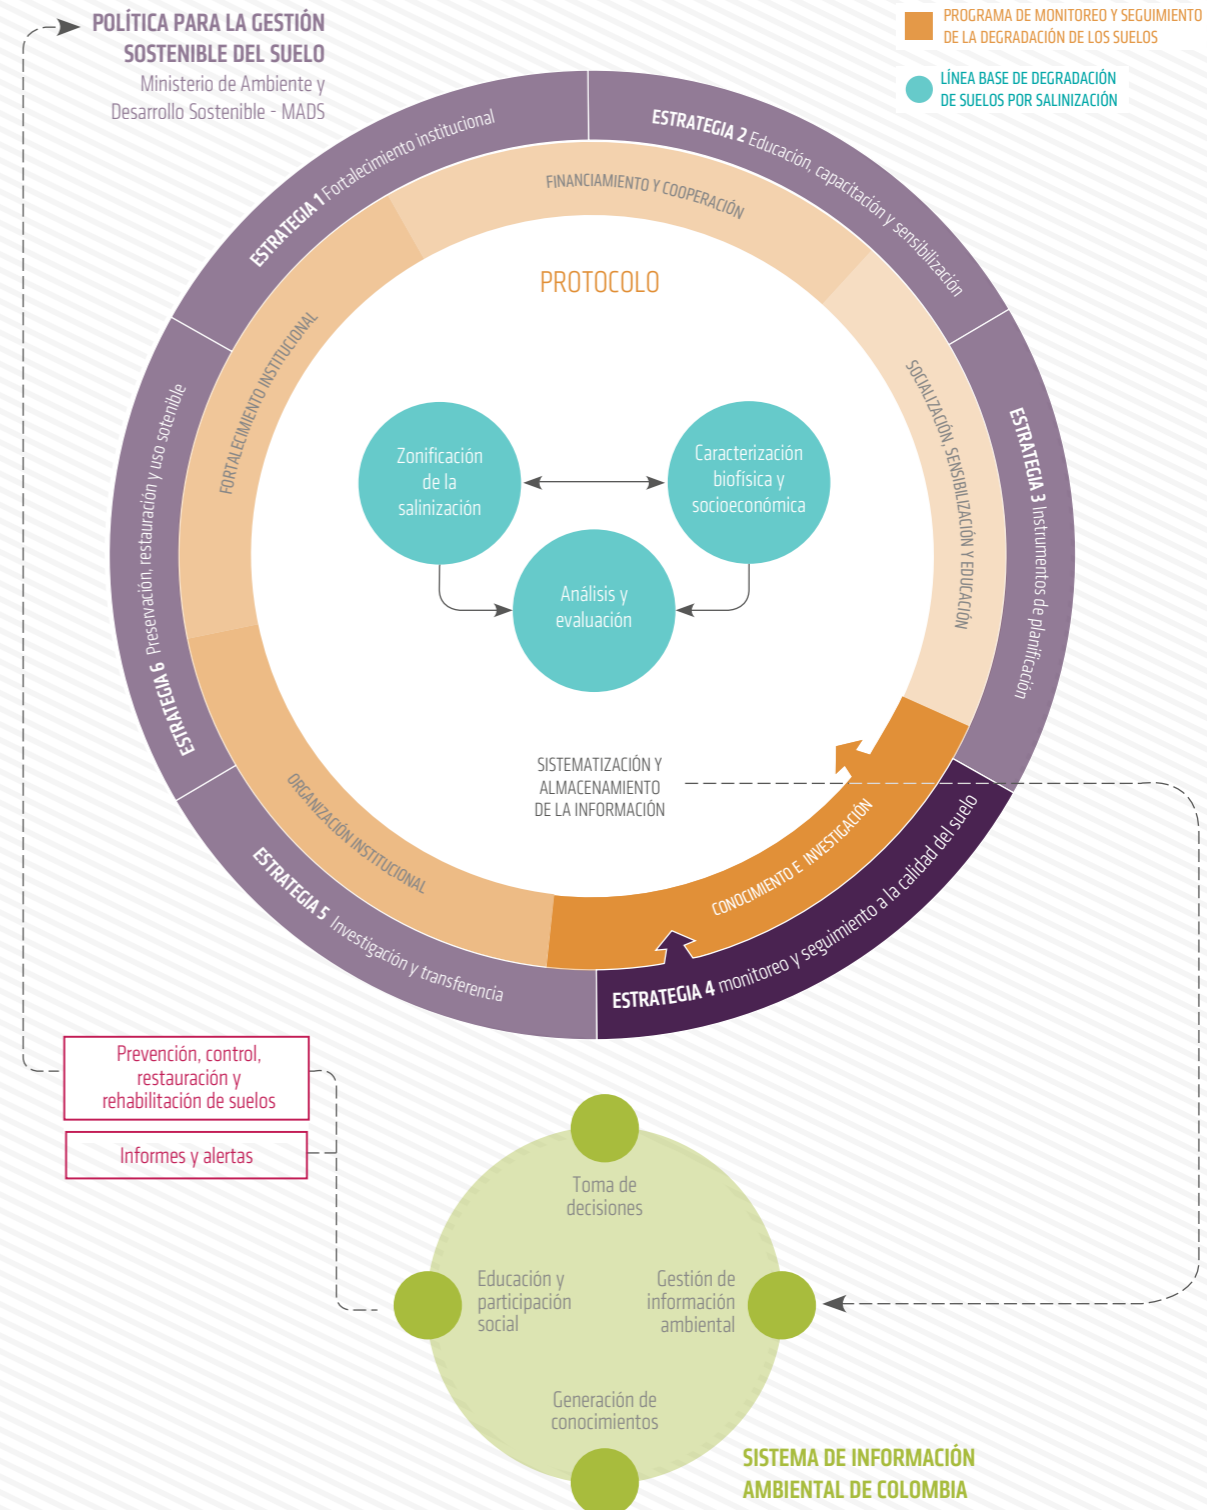 POLÍTICA PARA LA GESTIÓN
SOSTENIBLE DEL SUELO
Ministerio de Ambiente y
Desarrollo Sostenible - MADS
PROGRAMA DE MONITOREO Y SEGUIMIENTO
DE LA DEGRADACIÓN DE LOS SUELOS
LÍNEA BASE DE DEGRADACIÓN
DE SUELOS POR SALINIZACIÓN
ESTRATEGIA 1 Fortalecimiento institucional
ESTRATEGIA 2 Educación, capacitación y sensibilización
ESTRATEGIA 3 Instrumentos de planificación
ESTRATEGIA 4 monitoreo y seguimiento a la calidad del suelo
ESTRATEGIA 5 Investigación y transferencia
ESTRATEGIA 6 Preservación, restauración y uso sotenible
FINANCIAMIENTO Y COOPERACIÓN
SOCIALIZACIÓN, SENSIBILIZACIÓN Y EDUCACIÓN
CONOCIMIENTO E INVESTIGACIÓN
ORGANIZACIÓN INSTITUCIONAL
FORTALECIMIENTO INSTITUCIONAL
PROTOCOLO
Zonificación
de la
salinización
Caracterización
biofísica y
socioeconómica
Análisis y
evaluación
SISTEMATIZACIÓN Y
ALMACENAMIENTO
DE LA INFORMACIÓN
Prevención, control,
restauración y
rehabilitación de suelos
Informes y alertas
Toma de
decisiones
Educación y
participación
social
Gestión de
información
ambiental
Generación de
conocimientos
SISTEMA DE INFORMACIÓN
AMBIENTAL DE COLOMBIA